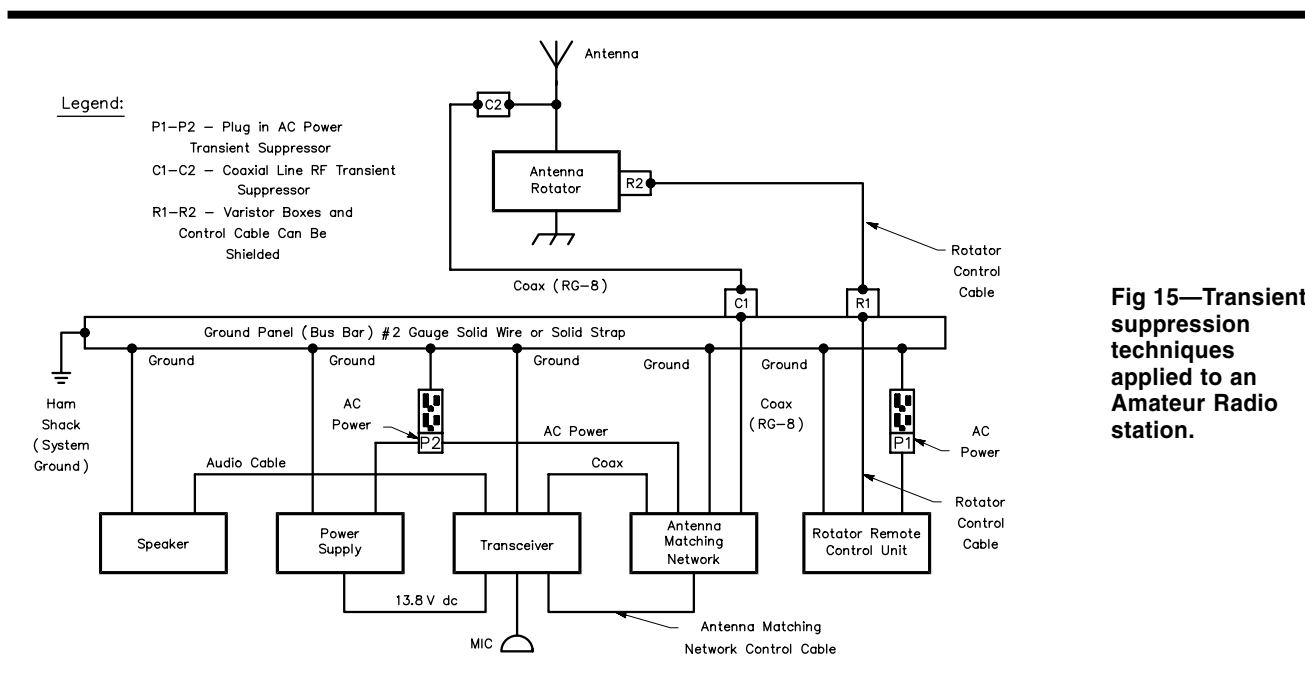 Antenna
C2
Legend:
P1–P2 – Plug in AC Power
Transient Suppressor
C1–C2 – Coaxial Line RF Transient
Suppressor
R1–R2 – Varistor Boxes and
Control Cable Can Be
Shielded
Antenna
Rotator
R2
Rotator
Control
Cable
Coax (RG–8)
C1
R1
Ground Panel (Bus Bar) #2 Gauge Solid Wire or Solid Strap
Fig 15—Transient
suppression
techniques
applied to an
Amateur Radio
station.
Ground
Ground
Ground
Ground
Ground
Ham
Shack
(System
Ground)
AC
Power
P2
AC Power
Coax
(RG–8)
P1
AC
Power
Audio Cable
Coax
Rotator
Control
Cable
Speaker
Power
Supply
Transceiver
Antenna
Matching
Network
Rotator Remote
Control Unit
13.8V dc
MIC
Antenna Matching
Network Control Cable